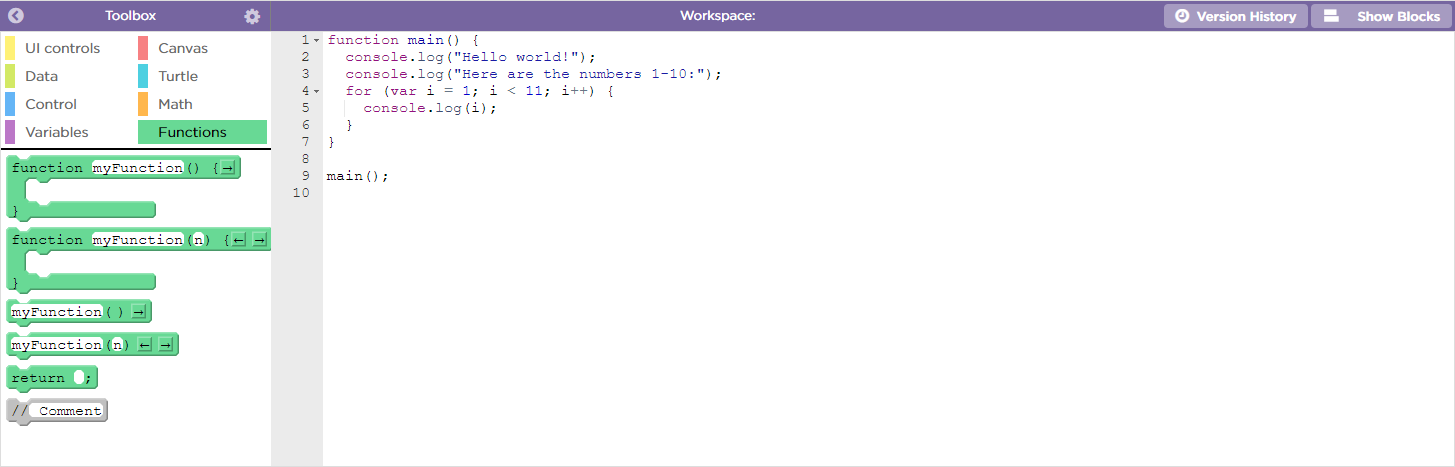 Toolbox
Workspace:
Version History
Show Blocks
UI controls
Canvas
Data
Turtle
Control
Math
Variables
Functions
function myFunction() {→
}
function myFunction(n) {← →
}
myFunction() →
myFunction(n) ← →
return ;
// Comment
1 function main() {
2 console.log("Hello world!");
3 console.log("Here are the numbers 1-10:");
4 for (var i = 1; i < 11; i++) {
5 console.log(i);
6 }
7 }
8
9 main();
10